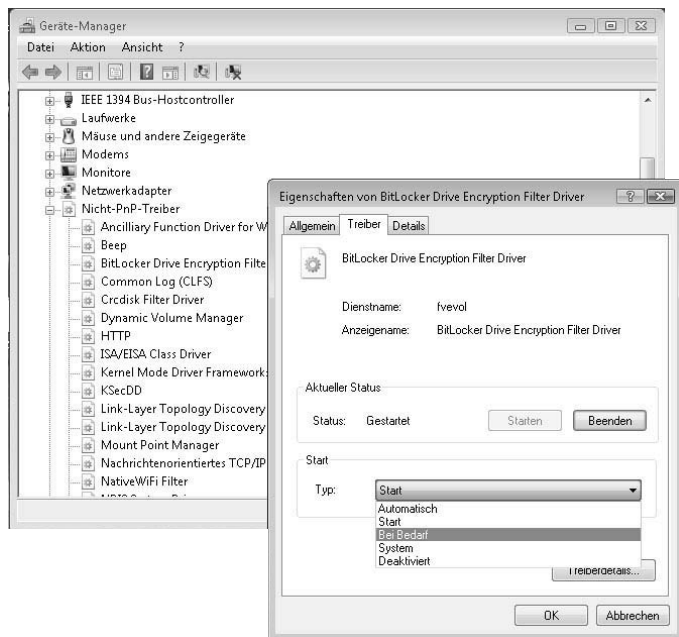 Geräte-Manager
Datei Aktion Ansicht ?
IEEE 1394 Bus-Hostcontroller
Laufwerke
Mäuse und andere Zeigegeräte
Modems
Monitore
Netzwerkadapter
Nicht-PnP-Treiber
Ancilliary Function Driver for W
Beep
BitLocker Drive Encryption Filte
Common Log (CLFS)
Crcdisk Filter Driver
Dynamic Volume Manager
HTTP
ISA/EISA Class Driver
Kernel Mode Driver Frameworks
KSecDD
Link-Layer Topology Discovery
Link-Layer Topology Discovery
Mount Point Manager
Nachrichtenorientiertes TCP/IP
NativeWiFi Filter
Eigenschaften von BitLocker Drive Encryption Filter Driver
Allgemein Treiber Details
BitLocker Drive Encryption Filter Driver
Dienstname: fvevol
Anzeigename: BitLocker Drive Encryption Filter Driver
Aktueller Status
Status: Gestartet Starten Beenden
Start
Typ: Start
Automatisch
Start
Bei Bedarf
System
Deaktiviert
Treiberdetails...
OK Abbrechen